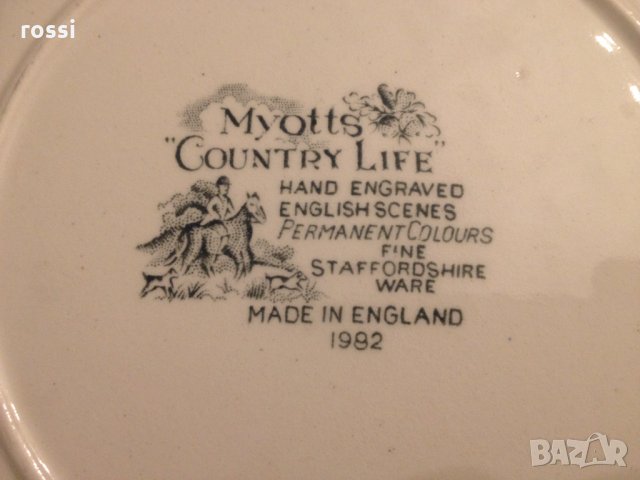 rossi
Myotts
"COUNTRY LIFE"
HAND ENGRAVED
ENGLISH SCENES
PERMANENT COLOURS
FINE
STAFFORDSHIRE
WARE
MADE IN ENGLAND
1982
BAZAR